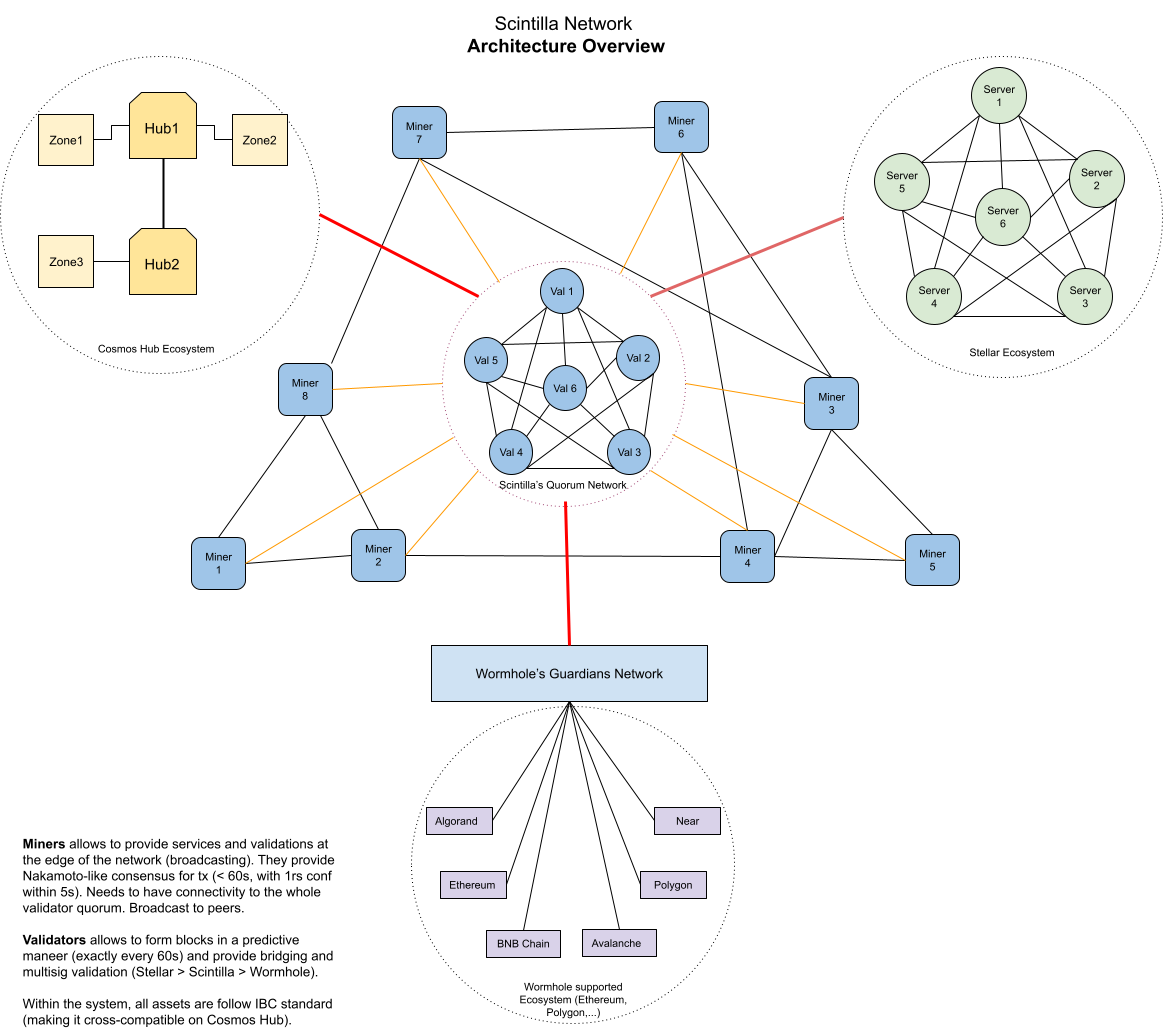 Scintilla Network
Architecture Overview
Zone1
Hub1
Zone2
Zone3
Hub2
Cosmos Hub Ecosystem
Miner
7
Miner
6
Server
1
Server
5
Server
2
Server
6
Server
4
Server
3
Stellar Ecosystem
Val 1
Val 5
Val 2
Val 6
Val 4
Val 3
Scintilla's Quorum Network
Miner
8
Miner
3
Miner
1
Miner
2
Miner
4
Miner
5
Wormhole's Guardians Network
Algorand
Near
Ethereum
Polygon
BNB Chain
Avalanche
Wormhole supported
Ecosystem (Ethereum,
Polygon,...)
Miners allows to provide services and validations at
the edge of the network (broadcasting). They provide
Nakamoto-like consensus for tx (< 60s, with 1rs conf
within 5s). Needs to have connectivity to the whole
validator quorum. Broadcast to peers.
Validators allows to form blocks in a predictive
maneer (exactly every 60s) and provide bridging and
multisig validation (Stellar > Scintilla > Wormhole).
Within the system, all assets are follow IBC standard
(making it cross-compatible on Cosmos Hub).